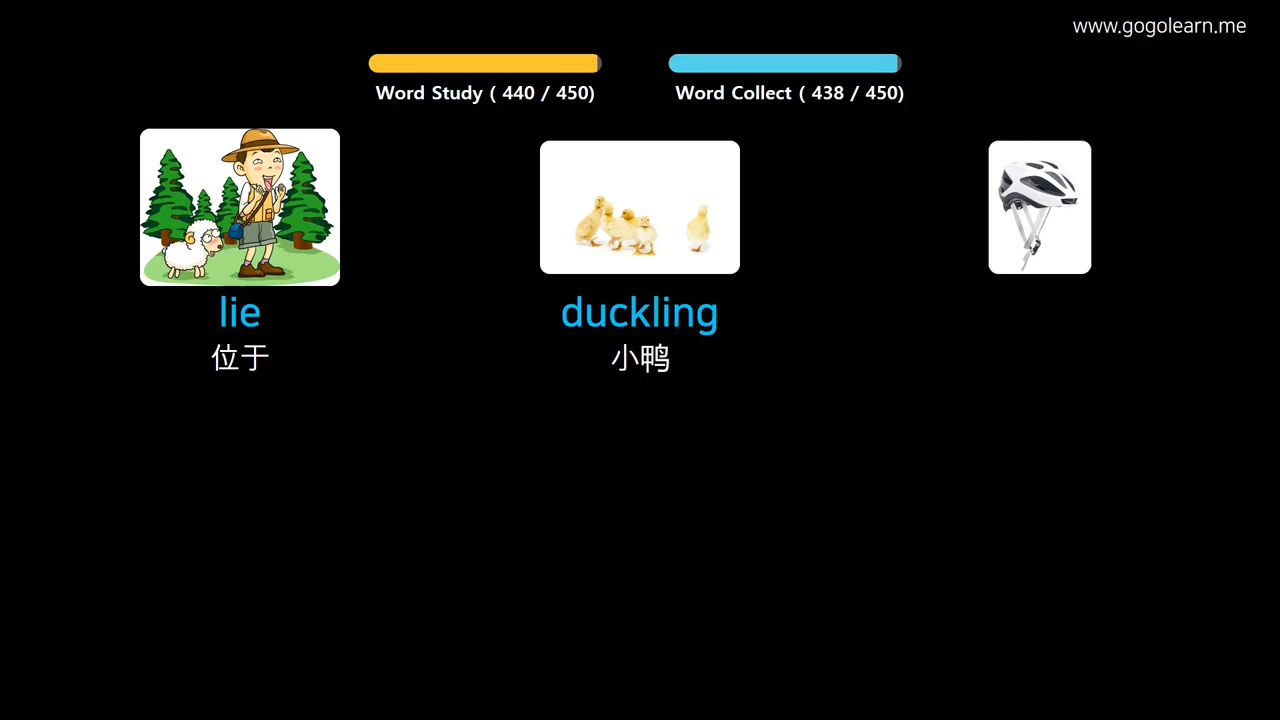 www.gogolearn.me
Word Study ( 440 / 450)
Word Collect ( 438 / 450)
lie
duckling
位于
小鸭